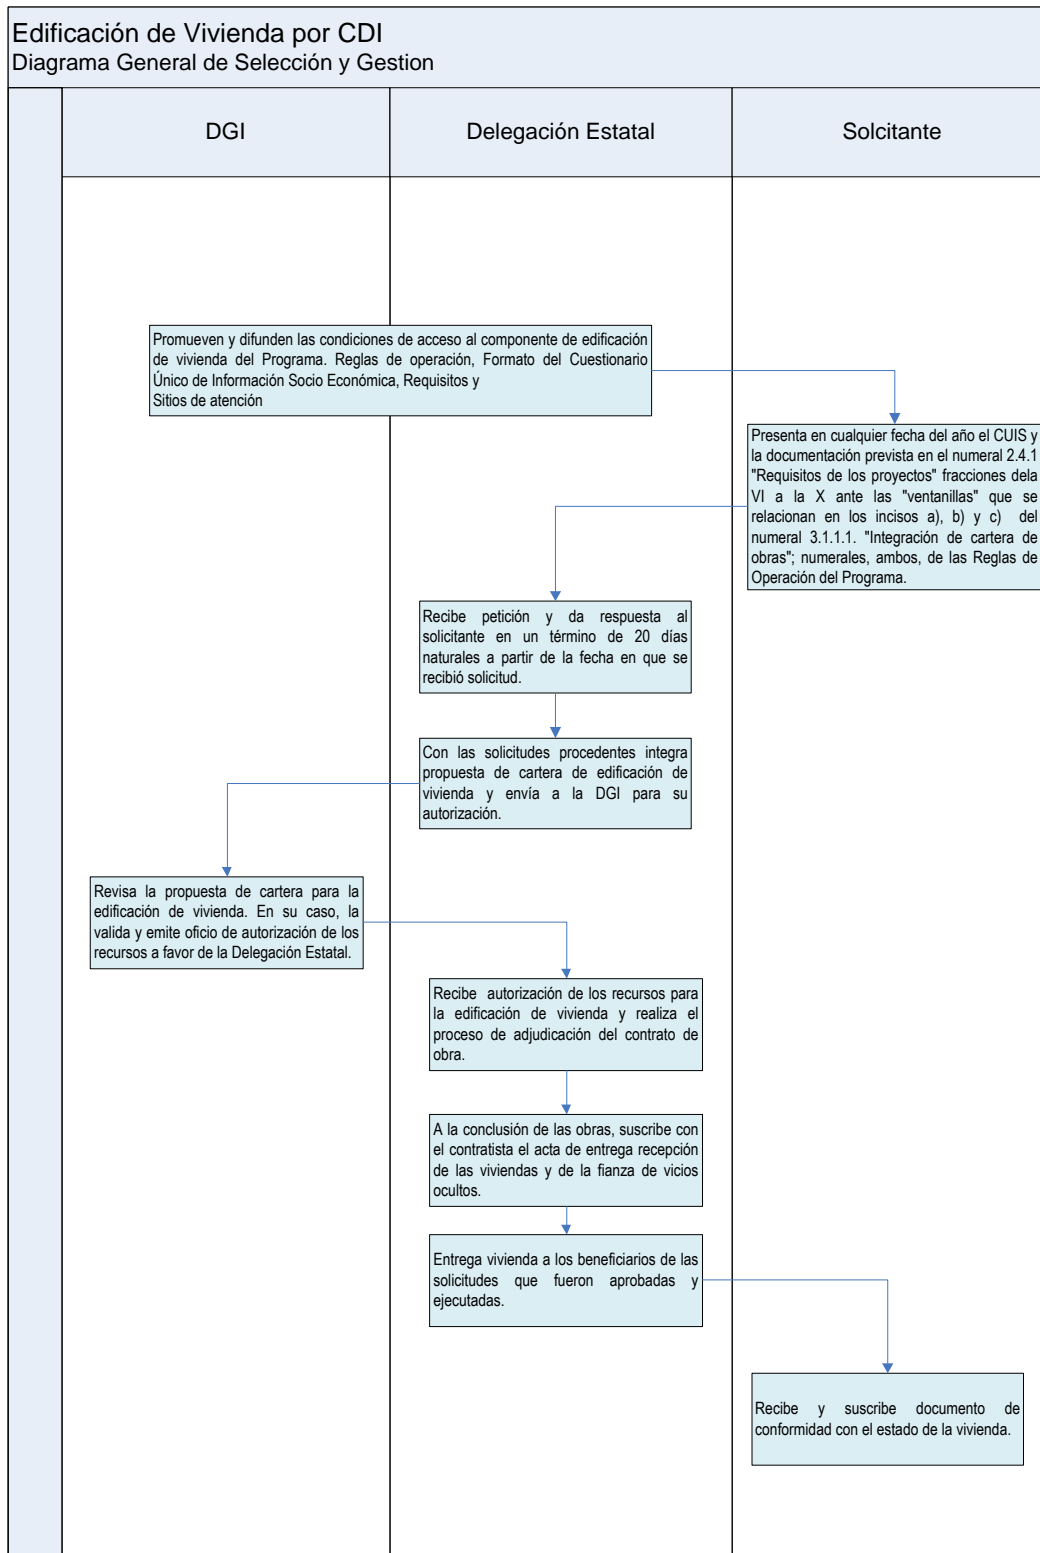 Edificación de Vivienda por CDI
Diagrama General de Selección y Gestion
DGI
Delegación Estatal
Solcitante
Promueven y difunden las condiciones de acceso al componente de edificación
de vivienda del Programa. Reglas de operación, Formato del Cuestionario
Único de Información Socio Económica, Requisitos y
Sitios de atención
Presenta en cualquier fecha del año el CUIS y
la documentación prevista en el numeral 2.4.1
"Requisitos de los proyectos" fracciones dela
VI a la X ante las "ventanillas" que se
relacionan en los incisos a), b) y c) del
numeral 3.1.1.1. "Integración de cartera de
obras"; numerales, ambos, de las Reglas de
Operación del Programa.
Recibe petición y da respuesta al
solicitante en un término de 20 días
naturales a partir de la fecha en que se
recibió solicitud.
Con las solicitudes procedentes integra
propuesta de cartera de edificación de
vivienda y envía a la DGI para su
autorización.
Revisa la propuesta de cartera para la
edificación de vivienda. En su caso, la
valida y emite oficio de autorización de los
recursos a favor de la Delegación Estatal.
Recibe autorización de los recursos para
la edificación de vivienda y realiza el
proceso de adjudicación del contrato de
obra.
A la conclusión de las obras, suscribe con
el contratista el acta de entrega recepción
de las viviendas y de la fianza de vicios
ocultos.
Entrega vivienda a los beneficiarios de las
solicitudes que fueron aprobadas y
ejecutadas.
Recibe y suscribe documento de
conformidad con el estado de la vivienda.